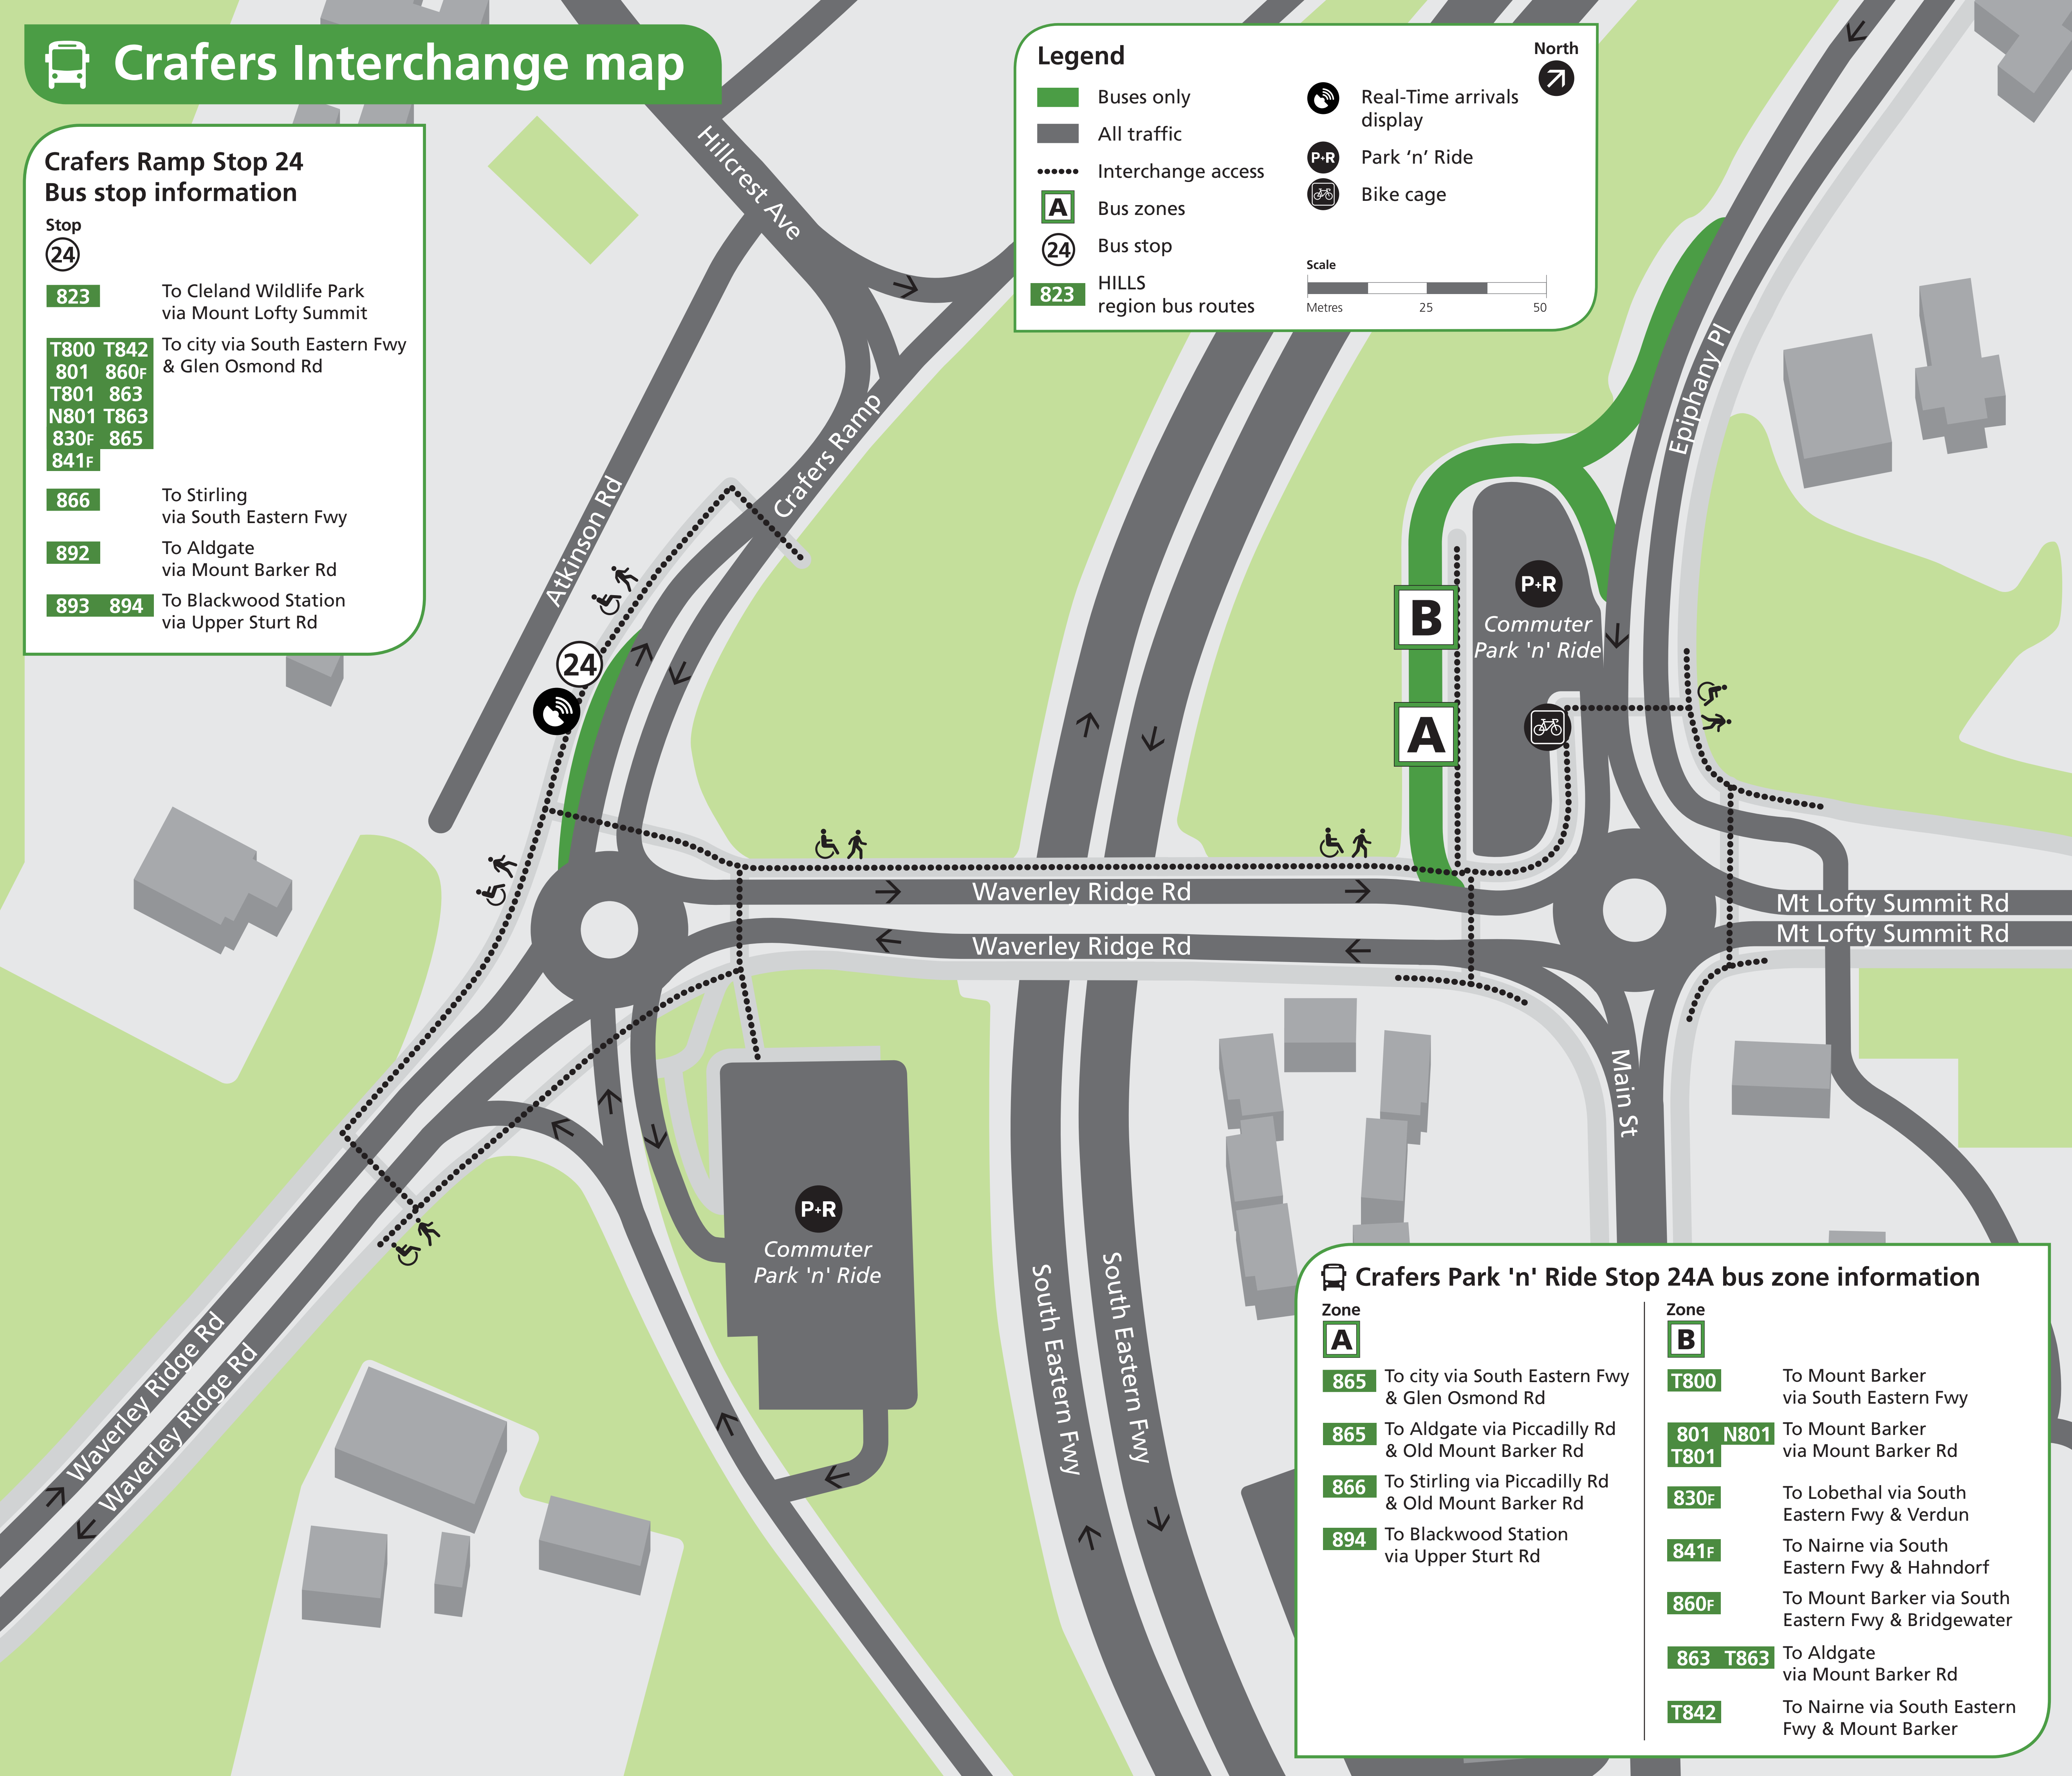 Crafers Interchange map
Crafers Ramp Stop 24
Bus stop information
Stop
24
823 To Cleland Wildlife Park
via Mount Lofty Summit
T800 T842 To city via South Eastern Fwy
801 860F & Glen Osmond Rd
T801 863
N801 T863
830F 865
841F
866 To Stirling
via South Eastern Fwy
892 To Aldgate
via Mount Barker Rd
893 894 To Blackwood Station
via Upper Sturt Rd
Legend
North
Buses only
All traffic
Interchange access
A Bus zones
24 Bus stop
823 HILLS
region bus routes
Real-Time arrivals
display
P+R Park ‘n’ Ride
Bike cage
Scale
Metres 25 50
Hillcrest Ave
Atkinson Rd
Crafers Ramp
Epiphany Pl
24
B
A
P+R
Commuter
Park 'n' Ride
Waverley Ridge Rd
Waverley Ridge Rd
Mt Lofty Summit Rd
Mt Lofty Summit Rd
Main St
P+R
Commuter
Park 'n' Ride
South Eastern Fwy
South Eastern Fwy
Waverley Ridge Rd
Waverley Ridge Rd
Crafers Park 'n' Ride Stop 24A bus zone information
Zone
A
865 To city via South Eastern Fwy
& Glen Osmond Rd
865 To Aldgate via Piccadilly Rd
& Old Mount Barker Rd
866 To Stirling via Piccadilly Rd
& Old Mount Barker Rd
894 To Blackwood Station
via Upper Sturt Rd
Zone
B
T800 To Mount Barker
via South Eastern Fwy
801 N801 To Mount Barker
T801 via Mount Barker Rd
830F To Lobethal via South
Eastern Fwy & Verdun
841F To Nairne via South
Eastern Fwy & Hahndorf
860F To Mount Barker via South
Eastern Fwy & Bridgewater
863 T863 To Aldgate
via Mount Barker Rd
T842 To Nairne via South Eastern
Fwy & Mount Barker